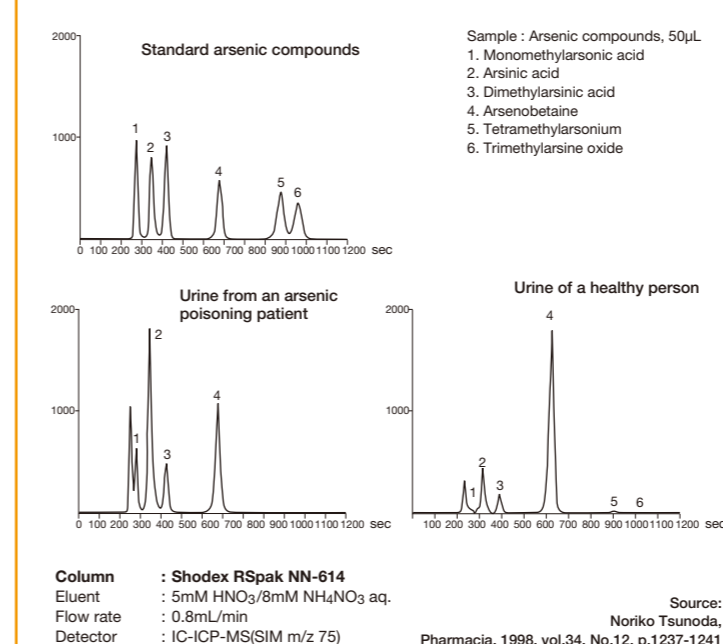 Standard arsenic compounds
2000
1000
1
2
3
4
5
6
0 100 200 300 400 500 600 700 800 900 1000 1100 1200 sec
Sample : Arsenic compounds, 50µL
1. Monomethylarsonic acid
2. Arsinic acid
3. Dimethylarsinic acid
4. Arsenobetaine
5. Tetramethylarsonium
6. Trimethylarsine oxide
Urine from an arsenic
poisoning patient
2000
1000
1
2
3
4
0 100 200 300 400 500 600 700 800 900 1000 1100 1200 sec
Urine of a healthy person
2000
1000
1
2
3
4
5
6
100 200 300 400 500 600 700 800 900 1000 1100 1200 sec
Column : Shodex RSpak NN-614
Eluent : 5mM HNO3/8mM NH4NO3 aq.
Flow rate : 0.8mL/min
Detector : IC-ICP-MS(SIM m/z 75)
Source:
Noriko Tsunoda,
Pharmacia, 1998, vol.34, No.12, p.1237-1241